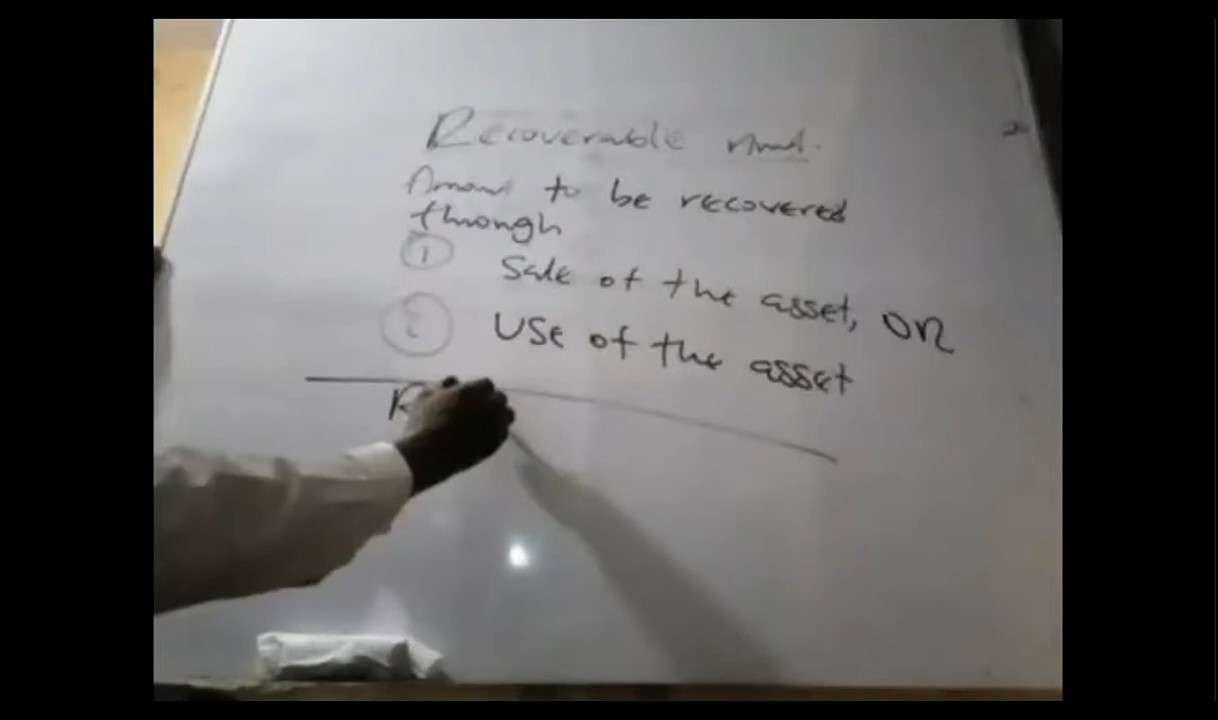 Recoverable Amt.
Amount to be recovered
through
1 Sale of the asset, OR
2 Use of the asset
R